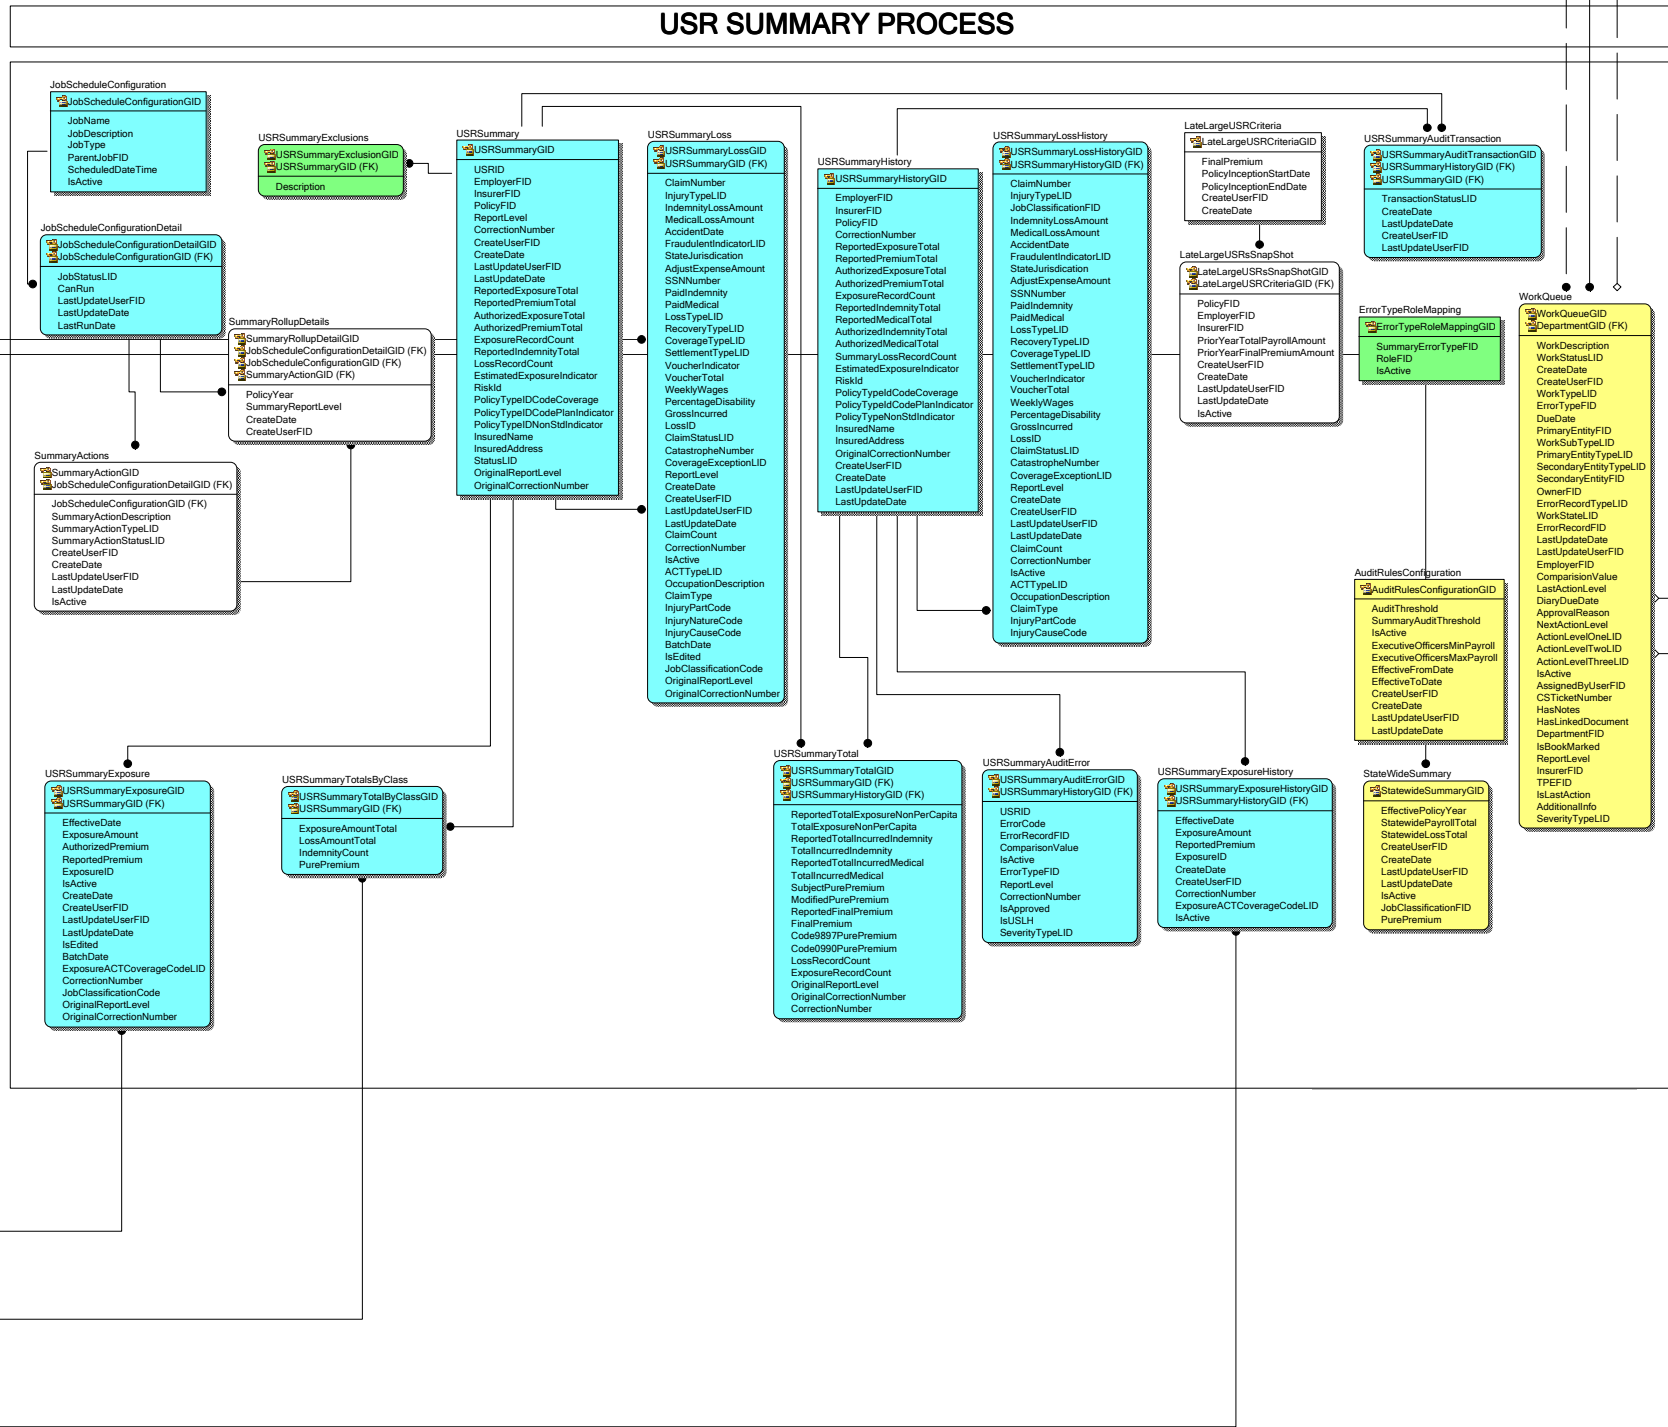 USR SUMMARY PROCESS
JobScheduleConfiguration
JobScheduleConfigurationGID
JobName
JobDescription
JobType
ParentJobFID
ScheduledDateTime
IsActive
JobScheduleConfigurationDetail
JobScheduleConfigurationDetailGID
JobScheduleConfigurationGID (FK)
JobStatusLID
CanRun
LastUpdateUserFID
LastUpdateDate
LastRunDate
SummaryActions
SummaryActionGID
JobScheduleConfigurationDetailGID (FK)
JobScheduleConfigurationGID (FK)
SummaryActionDescription
SummaryActionTypeLID
SummaryActionStatusLID
CreateUserFID
CreateDate
LastUpdateUserFID
LastUpdateDate
IsActive
USRSummaryExclusions
USRSummaryExclusionGID
USRSummaryGID (FK)
Description
SummaryRollupDetails
SummaryRollupDetailGID
JobScheduleConfigurationDetailGID (FK)
JobScheduleConfigurationGID (FK)
SummaryActionGID (FK)
PolicyYear
SummaryReportLevel
CreateDate
CreateUserFID
USRSummary
USRSummaryGID
USRID
EmployerFID
InsurerFID
PolicyFID
ReportLevel
CorrectionNumber
CreateUserFID
CreateDate
LastUpdateUserFID
LastUpdateDate
ReportedExposureTotal
ReportedPremiumTotal
AuthorizedExposureTotal
AuthorizedPremiumTotal
ExposureRecordCount
ReportedIndemnityTotal
LossRecordCount
EstimatedExposureIndicator
RiskId
PolicyTypeIDCodeCoverage
PolicyTypeIDCodePlanIndicator
PolicyTypeIDNonStdIndicator
InsuredName
InsuredAddress
StatusLID
OriginalReportLevel
OriginalCorrectionNumber
USRSummaryLoss
USRSummaryLossGID
USRSummaryGID (FK)
ClaimNumber
InjuryTypeLID
IndemnityLossAmount
MedicalLossAmount
AccidentDate
FraudulentIndicatorLID
StateJurisdication
AdjustExpenseAmount
SSNNumber
PaidIndemnity
PaidMedical
LossTypeLID
RecoveryTypeLID
CoverageTypeLID
SettlementTypeLID
VoucherIndicator
VoucherTotal
WeeklyWages
PercentageDisability
GrossIncurred
LossID
ClaimStatusLID
CatastropheNumber
CoverageExceptionLID
ReportLevel
CreateDate
CreateUserFID
LastUpdateUserFID
LastUpdateDate
ClaimCount
CorrectionNumber
IsActive
ACTTypeLID
OccupationDescription
ClaimType
InjuryPartCode
InjuryNatureCode
InjuryCauseCode
BatchDate
IsEdited
JobClassificationCode
OriginalReportLevel
OriginalCorrectionNumber
USRSummaryHistory
USRSummaryHistoryGID
EmployerFID
InsurerFID
PolicyFID
CorrectionNumber
ReportedExposureTotal
ReportedPremiumTotal
AuthorizedExposureTotal
AuthorizedPremiumTotal
ExposureRecordCount
ReportedIndemnityTotal
ReportedMedicalTotal
AuthorizedIndemnityTotal
AuthorizedMedicalTotal
SummaryLossRecordCount
EstimatedExposureIndicator
RiskId
PolicyTypeIdCodeCoverage
PolicyTypeIdCodePlanIndicator
PolicyTypeNonStdIndicator
InsuredName
InsuredAddress
OriginalCorrectionNumber
CreateUserFID
CreateDate
LastUpdateUserFID
LastUpdateDate
USRSummaryLossHistory
USRSummaryLossHistoryGID
USRSummaryHistoryGID (FK)
ClaimNumber
InjuryTypeLID
JobClassificationFID
IndemnityLossAmount
MedicalLossAmount
AccidentDate
FraudulentIndicatorLID
StateJurisdication
AdjustExpenseAmount
SSNNumber
PaidIndemnity
PaidMedical
LossTypeLID
RecoveryTypeLID
CoverageTypeLID
SettlementTypeLID
VoucherIndicator
VoucherTotal
WeeklyWages
PercentageDisability
GrossIncurred
LossID
ClaimStatusLID
CatastropheNumber
CoverageExceptionLID
ReportLevel
CreateDate
CreateUserFID
LastUpdateUserFID
LastUpdateDate
ClaimCount
CorrectionNumber
IsActive
ACTTypeLID
OccupationDescription
ClaimType
InjuryPartCode
InjuryCauseCode
LateLargeUSRCriteria
LateLargeUSRCriteriaGID
FinalPremium
PolicyInceptionStartDate
PolicyInceptionEndDate
CreateUserFID
CreateDate
LateLargeUSRsSnapShot
LateLargeUSRsSnapShotGID
LateLargeUSRCriteriaGID (FK)
PolicyFID
EmployerFID
InsurerFID
PriorYearTotalPayrollAmount
PriorYearFinalPremiumAmount
CreateUserFID
CreateDate
LastUpdateUserFID
LastUpdateDate
IsActive
USRSummaryAuditTransaction
USRSummaryAuditTransactionGID
USRSummaryHistoryGID (FK)
USRSummaryGID (FK)
TransactionStatusLID
CreateDate
LastUpdateDate
CreateUserFID
LastUpdateUserFID
ErrorTypeRoleMapping
ErrorTypeRoleMappingGID
SummaryErrorTypeFID
RoleFID
IsActive
AuditRulesConfiguration
AuditRulesConfigurationGID
AuditThreshold
SummaryAuditThreshold
IsActive
ExecutiveOfficersMinPayroll
ExecutiveOfficersMaxPayroll
EffectiveFromDate
EffectiveToDate
CreateUserFID
CreateDate
LastUpdateUserFID
LastUpdateDate
StateWideSummary
StatewideSummaryGID
EffectivePolicyYear
StatewidePayrollTotal
StatewideLossTotal
CreateUserFID
CreateDate
LastUpdateUserFID
LastUpdateDate
IsActive
JobClassificationFID
PurePremium
WorkQueue
WorkQueueGID
DepartmentGID (FK)
WorkDescription
WorkStatusLID
CreateDate
CreateUserFID
WorkTypeLID
ErrorTypeFID
DueDate
PrimaryEntityFID
WorkSubTypeLID
PrimaryEntityTypeLID
SecondaryEntityTypeLID
SecondaryEntityFID
OwnerFID
ErrorRecordTypeLID
WorkStateLID
ErrorRecordFID
LastUpdateDate
LastUpdateUserFID
EmployerFID
ComparisionValue
LastActionLevel
DiaryDueDate
ApprovalReason
NextActionLevel
ActionLevelOneLID
ActionLevelTwoLID
ActionLevelThreeLID
IsActive
AssignedByUserFID
CSTicketNumber
HasNotes
HasLinkedDocument
DepartmentFID
IsBookMarked
ReportLevel
InsurerFID
TPEFID
IsLastAction
AdditionalInfo
SeverityTypeLID
USRSummaryExposure
USRSummaryExposureGID
USRSummaryGID (FK)
EffectiveDate
ExposureAmount
AuthorizedPremium
ReportedPremium
ExposureID
IsActive
CreateDate
CreateUserFID
LastUpdateUserFID
LastUpdateDate
IsEdited
BatchDate
ExposureACTCoverageCodeLID
CorrectionNumber
JobClassificationCode
OriginalReportLevel
OriginalCorrectionNumber
USRSummaryTotalsByClass
USRSummaryTotalByClassGID
USRSummaryGID (FK)
ExposureAmountTotal
LossAmountTotal
IndemnityCount
PurePremium
USRSummaryTotal
USRSummaryTotalGID
USRSummaryGID (FK)
USRSummaryHistoryGID (FK)
ReportedTotalExposureNonPerCapita
TotalExposureNonPerCapita
ReportedTotalIncurredIndemnity
TotalIncurredIndemnity
ReportedTotalIncurredMedical
TotalIncurredMedical
SubjectPurePremium
ModifiedPurePremium
ReportedFinalPremium
FinalPremium
Code9897PurePremium
Code0990PurePremium
LossRecordCount
ExposureRecordCount
OriginalReportLevel
OriginalCorrectionNumber
CorrectionNumber
USRSummaryAuditError
USRSummaryAuditErrorGID
USRSummaryHistoryGID (FK)
USRID
ErrorCode
ErrorRecordFID
ComparisonValue
IsActive
ErrorTypeFID
ReportLevel
CorrectionNumber
IsApproved
IsUSLH
SeverityTypeLID
USRSummaryExposureHistory
USRSummaryExposureHistoryGID
USRSummaryHistoryGID (FK)
EffectiveDate
ExposureAmount
ReportedPremium
ExposureID
CreateDate
CreateUserFID
CorrectionNumber
ExposureACTCoverageCodeLID
IsActive